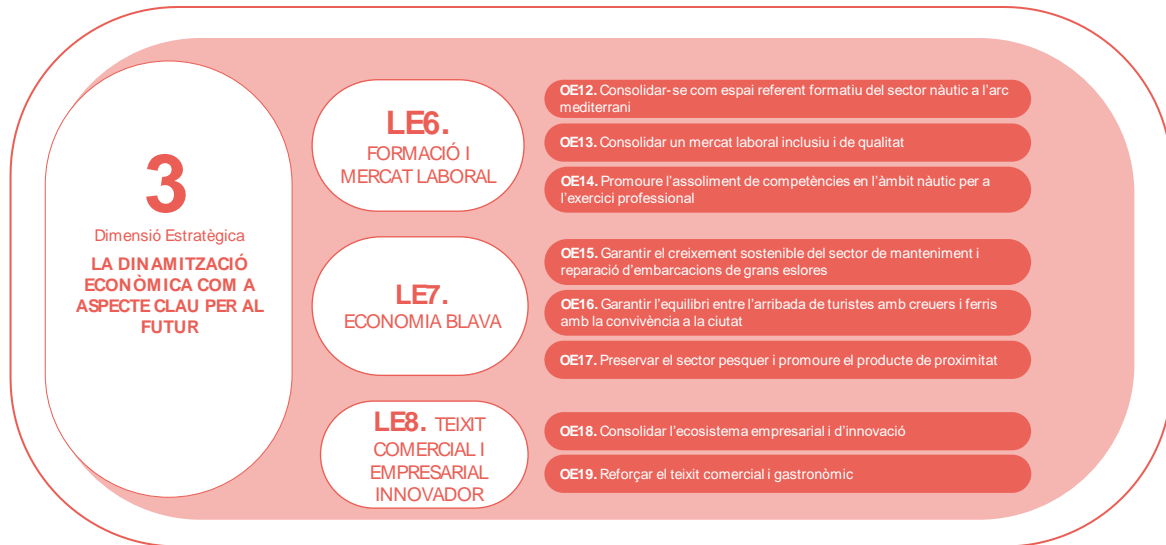 3
Dimensió Estratègica
LA DINAMITZACIÓ
ECONÒMICA COM A
ASPECTE CLAU PER AL
FUTUR
LE6.
FORMACIÓ I
MERCAT LABORAL
OE12. Consolidar-se com espai referent formatiu del sector nàutic a l'arc
mediterrani
OE13. Consolidar un mercat laboral inclusiu i de qualitat
OE14. Promoure l'assoliment de competències en l'àmbit nàutic per a
l'exercici professional
LE7.
ECONOMIA BLAVA
OE15. Garantir el creixement sostenible del sector de manteniment i
reparació d'embarcacions de grans eslores
OE16. Garantir l'equilibri entre l'arribada de turistes amb creuers i ferris
amb la convivència a la ciutat
OE17. Preservar el sector pesquer i promoure el producte de proximitat
LE8. TEIXIT
COMERCIAL I
EMPRESARIAL
INNOVADOR
OE18. Consolidar l'ecosistema empresarial i d'innovació
OE19. Reforçar el teixit comercial i gastronòmic